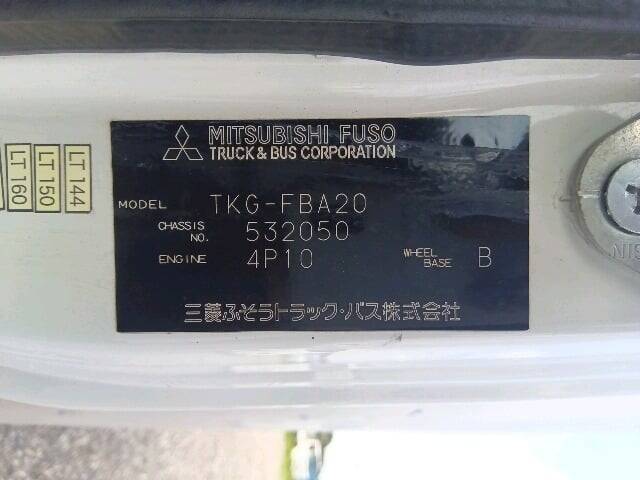 MITSUBISHI FUSO
TRUCK & BUS CORPORATION
MODEL TKG-FBA20
CHASSIS NO. 532050
ENGINE 4P10 WHEEL BASE B
三菱ふそうトラック・バス株式会社
LT 144
LT 150
LT 160